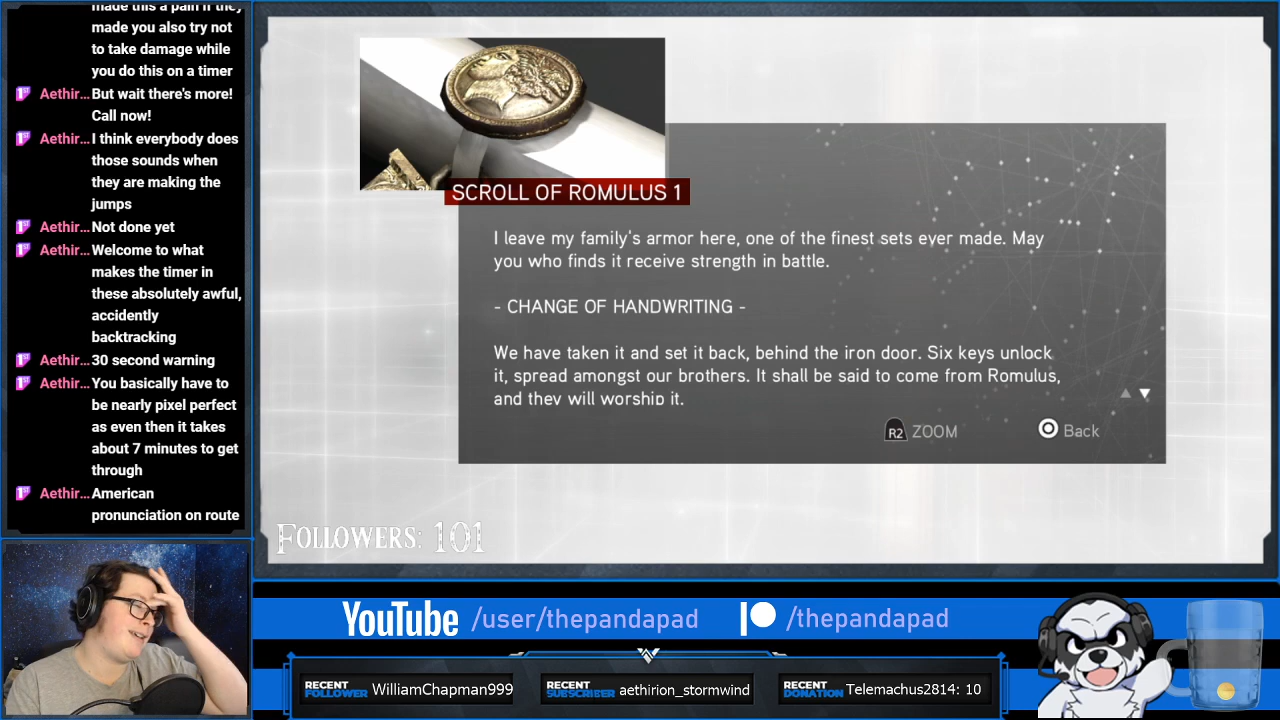 made this a pain if they
made you also try not
to take damage while
you do this on a timer
Aethir... But wait there's more!
Call now!
Aethir... I think everybody does
those sounds when
they are making the
jumps
Aethir... Not done yet
Aethir... Welcome to what
makes the timer in
these absolutely awful,
accidently
backtracking
Aethir... 30 second warning
Aethir... You basically have to
be nearly pixel perfect
as even then it takes
about 7 minutes to get
through
Aethir... American
pronunciation on route
SCROLL OF ROMULUS 1
I leave my family's armor here, one of the finest sets ever made. May
you who finds it receive strength in battle.
- CHANGE OF HANDWRITING -
We have taken it and set it back, behind the iron door. Six keys unlock
it, spread amongst our brothers. It shall be said to come from Romulus,
and they will worship it.
R2 ZOOM
Back
FOLLOWERS: 101
YouTube /user/thepandapad
/thepandapad
RECENT FOLLOWER WilliamChapman999
RECENT SUBSCRIBER aethirion_stormwind
RECENT DONATION Telemachus2814: 10